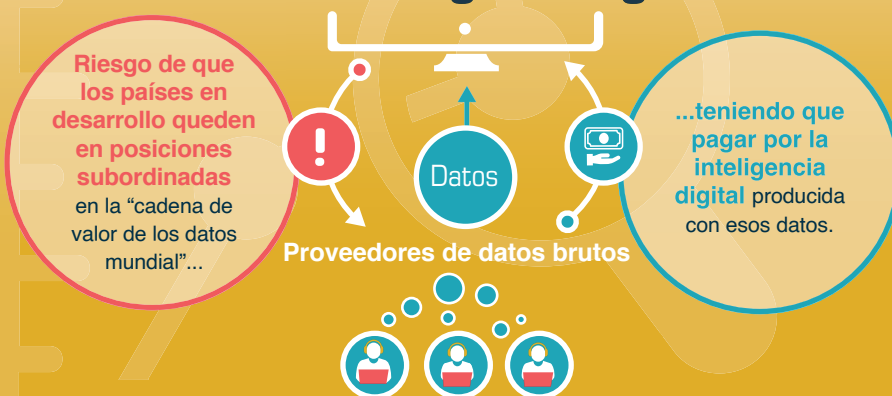 Riesgo de que
los países en
desarrollo queden
en posiciones
subordinadas
en la “cadena de
valor de los datos
mundial”...
!
Datos
...teniendo que
pagar por la
inteligencia
digital producida
con esos datos.
Proveedores de datos brutos